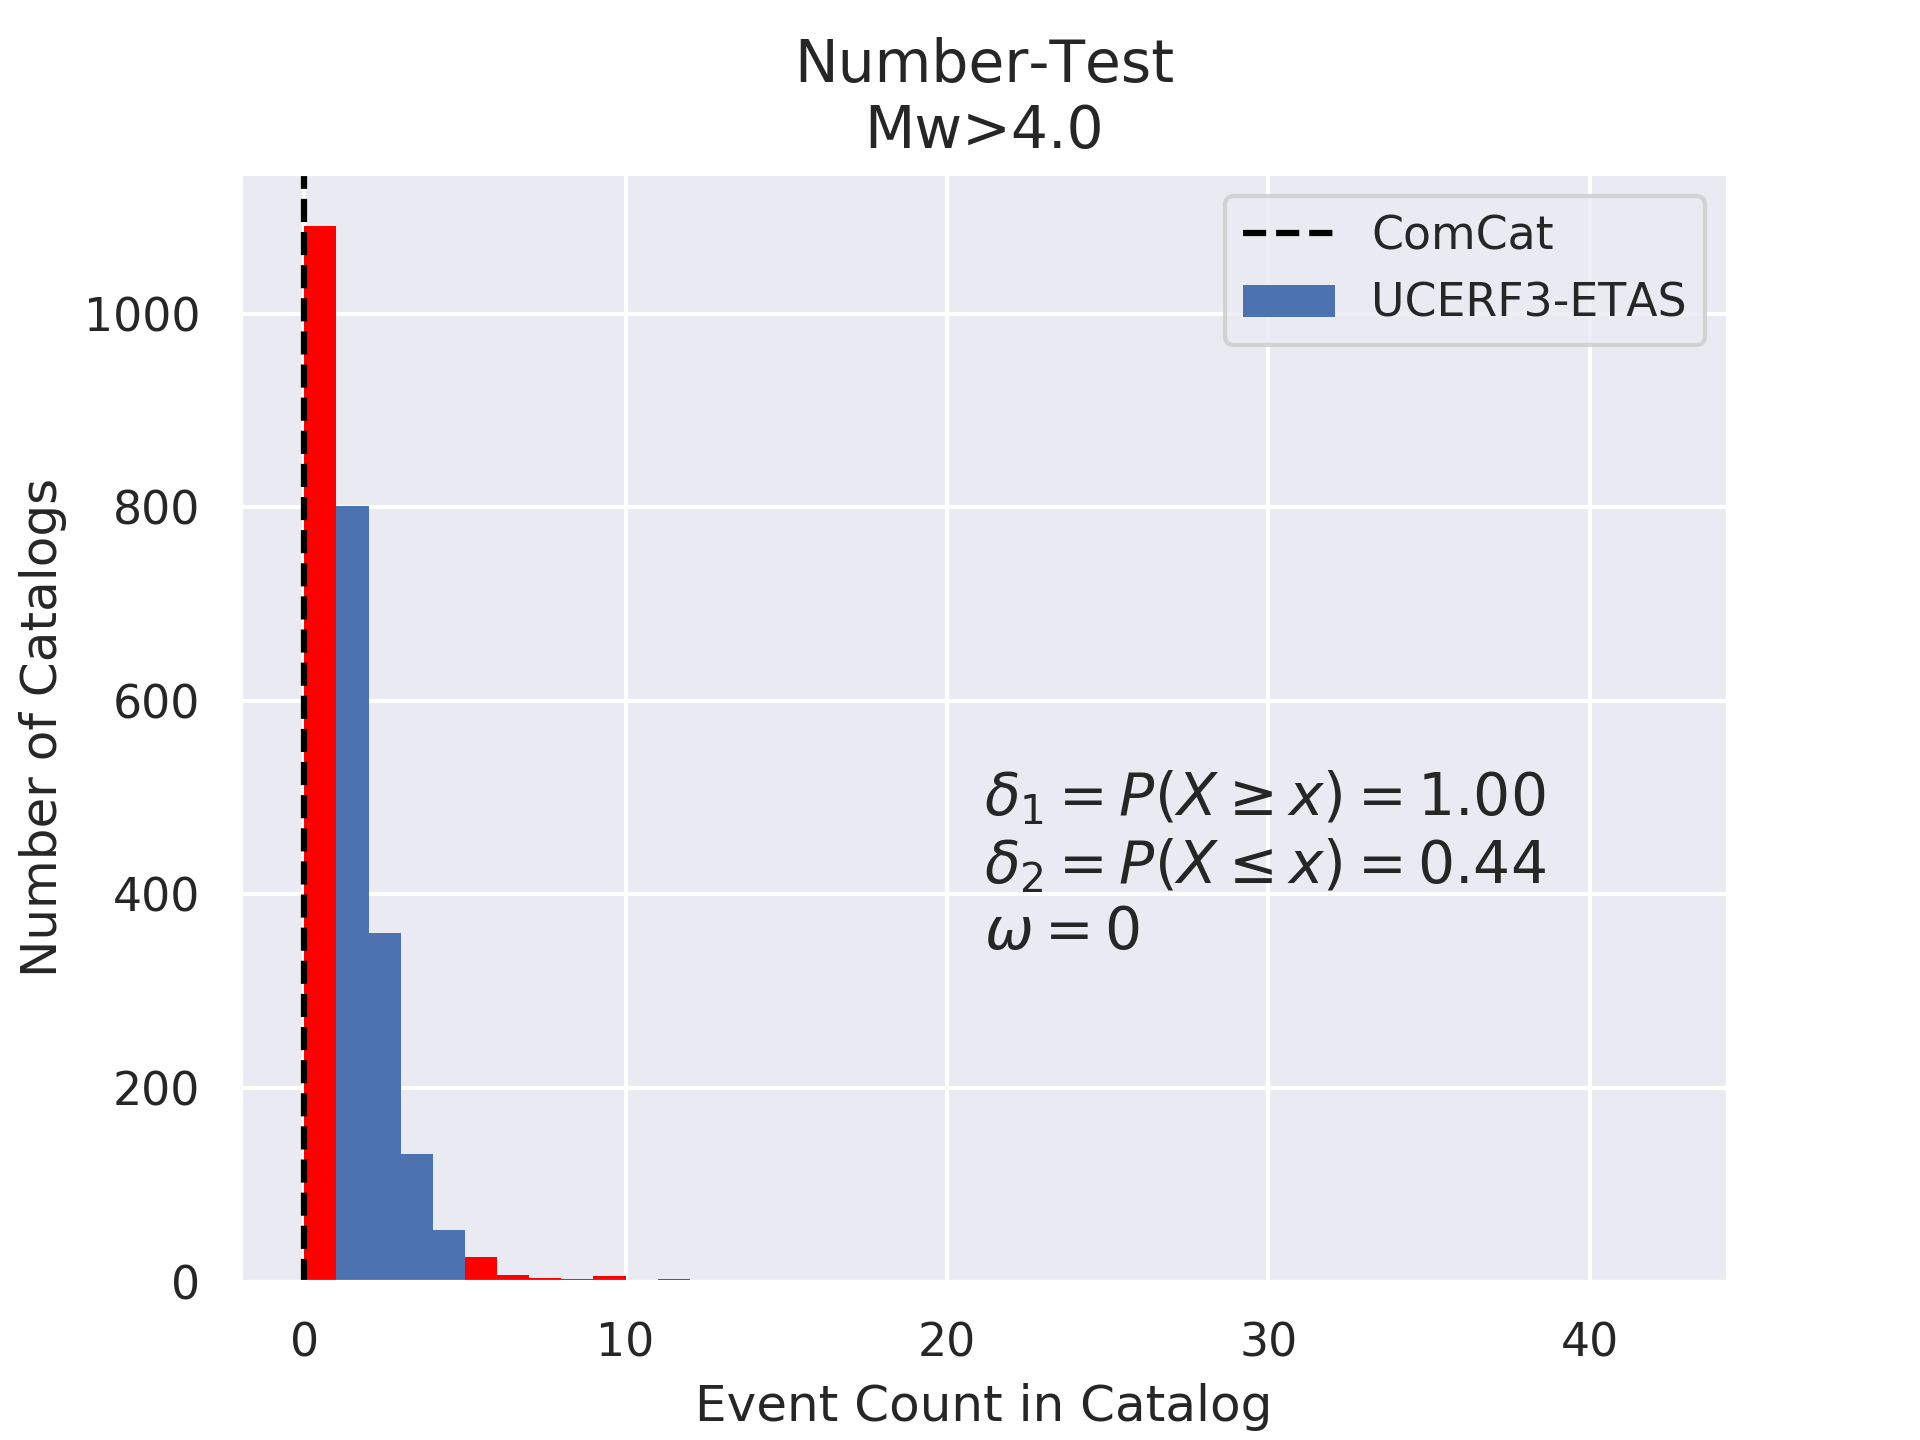 Number-Test
Mw>4.0
ComCat
UCERF3-ETAS
1000
800
600
400
200
0
Number of Catalogs
δ₁ = P(X ≥ x) = 1.00
δ₂ = P(X ≤ x) = 0.44
ω = 0
0 10 20 30 40
Event Count in Catalog